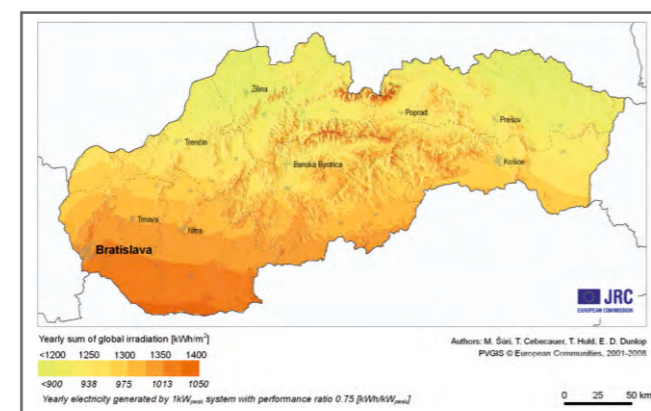 Žilina
Poprad
Prešov
Trenčín
Banska Bystrica
Košice
Trnava
Nitra
Bratislava
JRC
EUROPEAN COMMISSION
Yearly sum of global irradiation [kWh/m²]
<1200 1250 1300 1350 1400
<900 938 975 1013 1050
Yearly electricity generated by 1kWpeak system with performance ratio 0.75 [kWh/kWpeak]
Authors: M. Šúri, T. Cebecauer, T. Huld, E. D. Dunlop
PVGIS © European Communities, 2001-2008
0 25 50 km